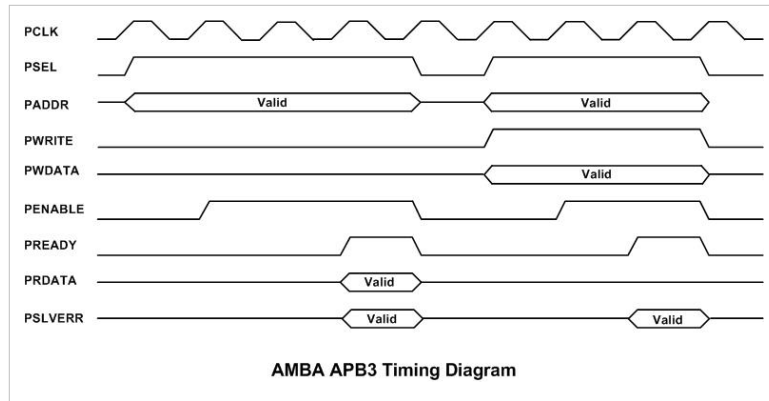 PCLK
PSEL
PADDR Valid Valid
PWRITE
PWDATA Valid
PENABLE
PREADY
PRDATA Valid
PSLVERR Valid Valid
AMBA APB3 Timing Diagram